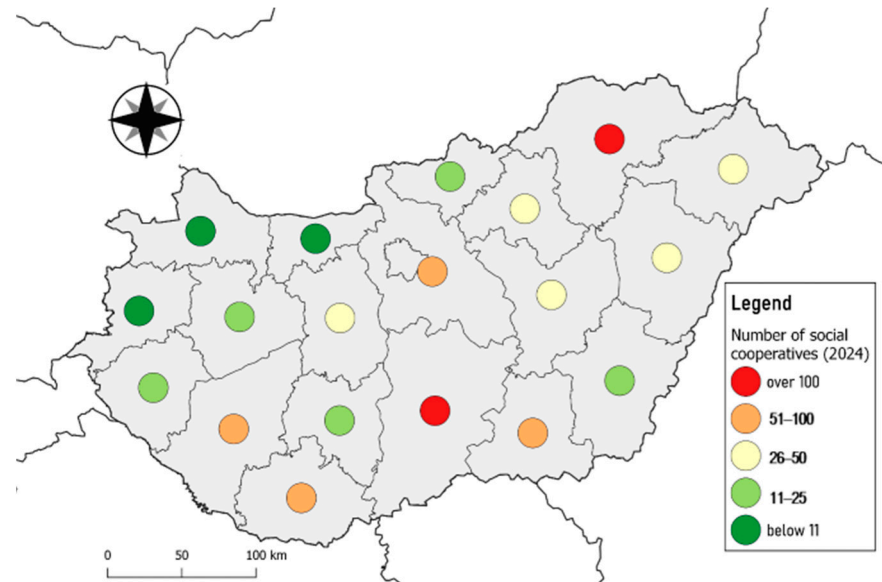 Legend
Number of social
cooperatives (2024)
over 100
51–100
26–50
11–25
below 11
0 50 100 km